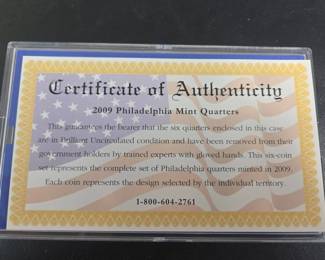 Certificate of Authenticity
2009 Philadelphia Mint Quarters
This guarantees the bearer that the six quarters enclosed in this case
are in Brilliant Uncirculated condition and have been removed from their
government holders by trained experts with gloved hands. This six-coin
set represents the complete set of Philadelphia quarters minted in 2009.
Each coin represents the design selected by the individual territory.
1-800-604-2761